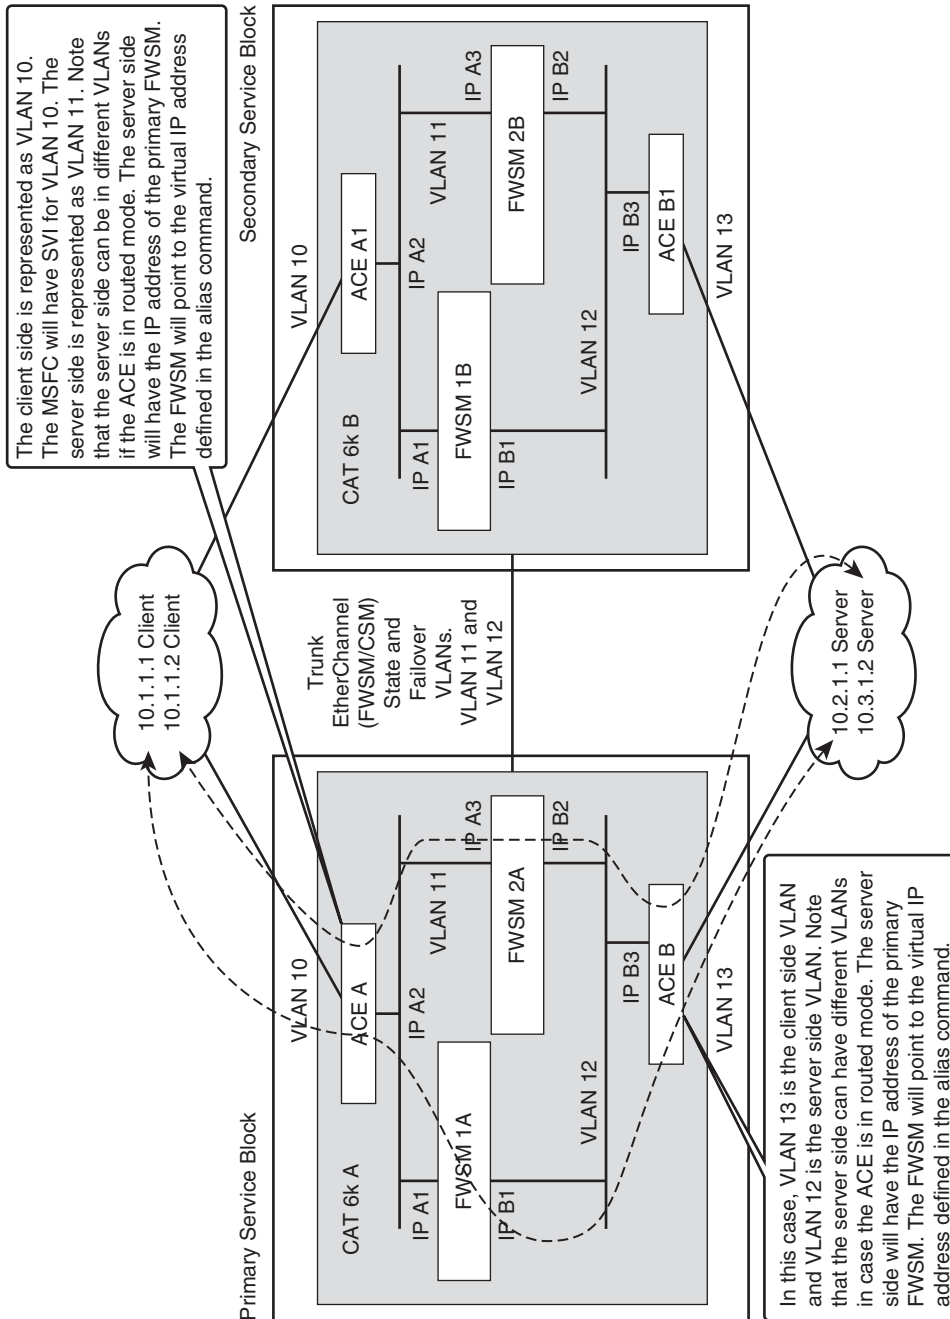 The client side is represented as VLAN 10.
The MSFC will have SVI for VLAN 10. The
server side is represented as VLAN 11. Note
that the server side can be in different VLANs
if the ACE is in routed mode. The server side
will have the IP address of the primary FWSM.
The FWSM will point to the virtual IP address
defined in the alias command.
Primary Service Block
Secondary Service Block
10.1.1.1 Client
10.1.1.2 Client
VLAN 10
CAT 6k A
ACE A
IP A2
IP A1
VLAN 11
IP A3
FWSM 1A
FWSM 2A
IP B1
IP B2
VLAN 12
IP B3
ACE B
VLAN 13
Trunk
EtherChannel
(FWSM/CSM)
State and
Failover
VLANs.
VLAN 11 and
VLAN 12
VLAN 10
CAT 6k B
ACE A1
IP A2
IP A1
VLAN 11
IP A3
FWSM 1B
FWSM 2B
IP B1
IP B2
VLAN 12
IP B3
ACE B1
VLAN 13
10.2.1.1 Server
10.3.1.2 Server
In this case, VLAN 13 is the client side VLAN
and VLAN 12 is the server side VLAN. Note
that the server side can have different VLANs
in case the ACE is in routed mode. The server
side will have the IP address of the primary
FWSM. The FWSM will point to the virtual IP
address defined in the alias command.